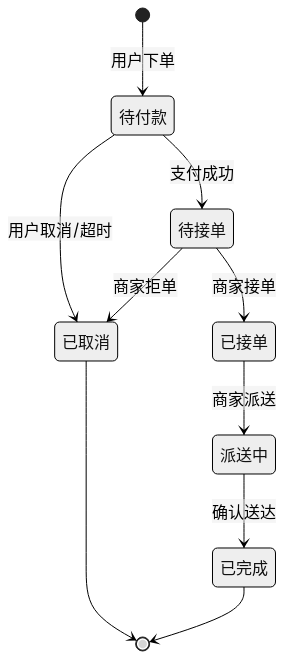 用户下单
待付款
支付成功
待接单
用户取消/超时
商家拒单
商家接单
已取消
已接单
商家派送
派送中
确认送达
已完成